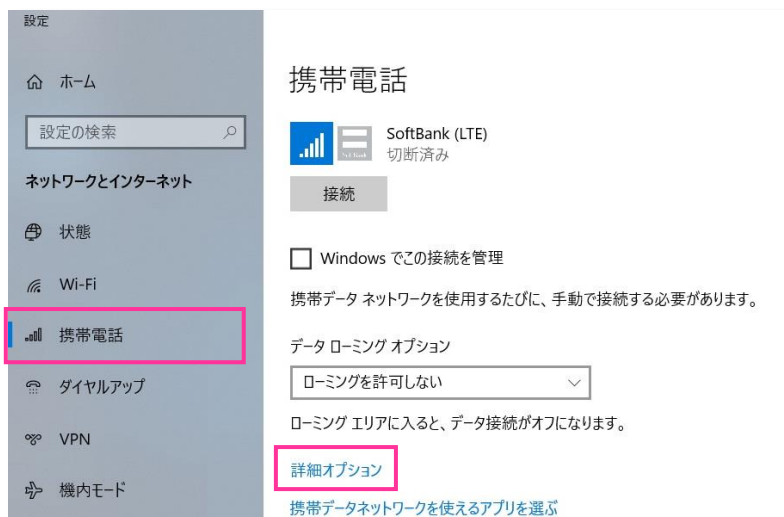 設定
ホーム
設定の検索
ネットワークとインターネット
状態
Wi-Fi
携帯電話
ダイヤルアップ
VPN
機内モード
携帯電話
SoftBank (LTE)
切断済み
接続
Windows でこの接続を管理
携帯データ ネットワークを使用するたびに、手動で接続する必要があります。
データ ローミング オプション
ローミングを許可しない
ローミング エリアに入ると、データ接続がオフになります。
詳細オプション
携帯データネットワークを使えるアプリを選ぶ